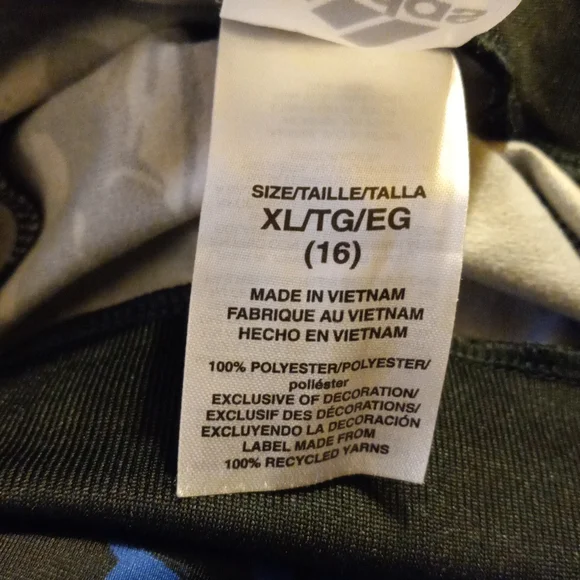 adi
SIZE/TAILLE/TALLA
XL/TG/EG
(16)
MADE IN VIETNAM
FABRIQUE AU VIETNAM
HECHO EN VIETNAM
100% POLYESTER/POLYESTER/
poliéster
EXCLUSIVE OF DECORATION/
EXCLUSIF DES DÉCORATIONS/
EXCLUYENDO LA DECORACIÓN
LABEL MADE FROM
100% RECYCLED YARNS